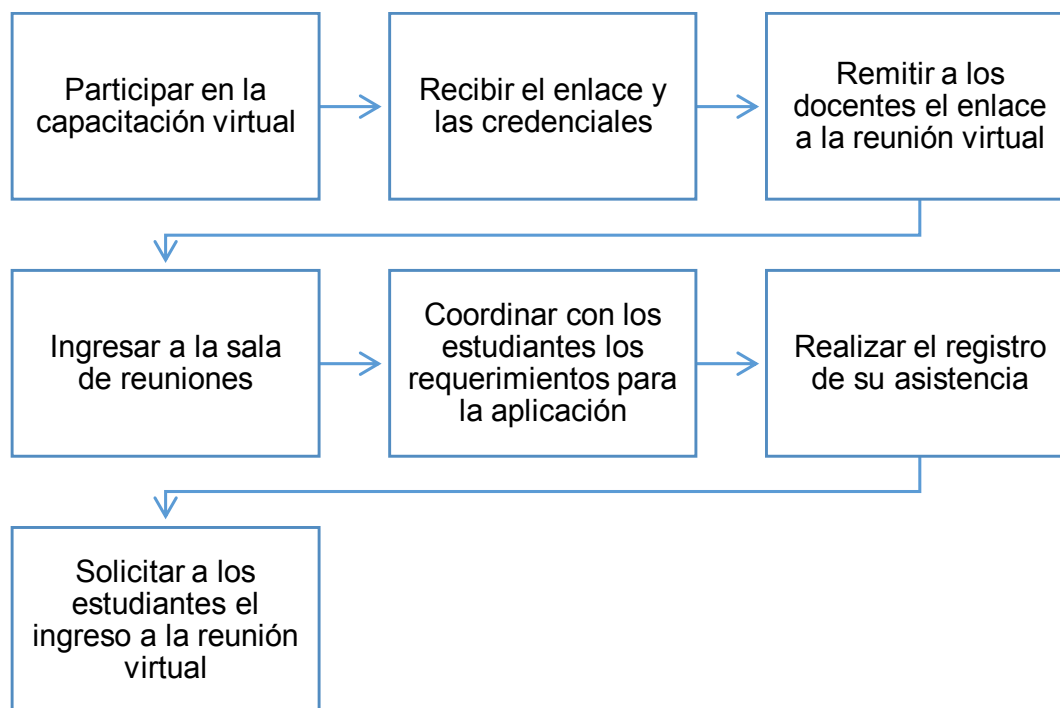 Participar en la
capacitación virtual
Recibir el enlace y
las credenciales
Remitir a los
docentes el enlace
a la reunión virtual
Ingresar a la sala
de reuniones
Coordinar con los
estudiantes los
requerimientos para
la aplicación
Realizar el registro
de su asistencia
Solicitar a los
estudiantes el
ingreso a la reunión
virtual